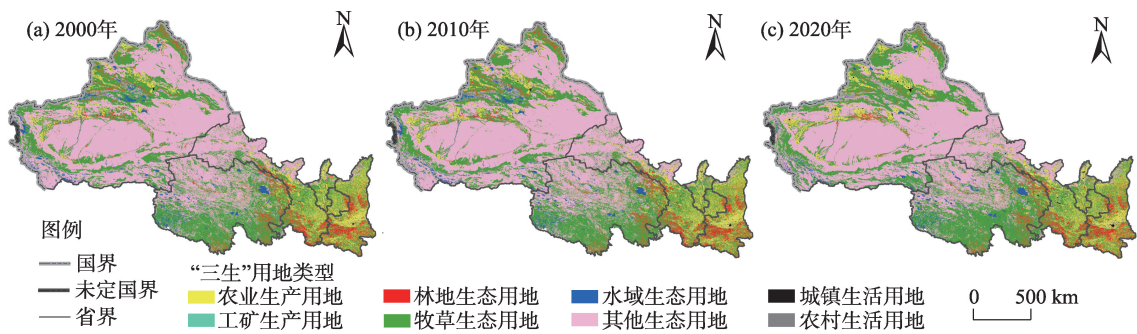 (a) 2000年
N
(b) 2010年
N
(c) 2020年
N
图例
国界
未定国界
省界
“三生”用地类型
农业生产用地
林地生态用地
水域生态用地
城镇生活用地
工矿生产用地
牧草生态用地
其他生态用地
农村生活用地
0 500 km